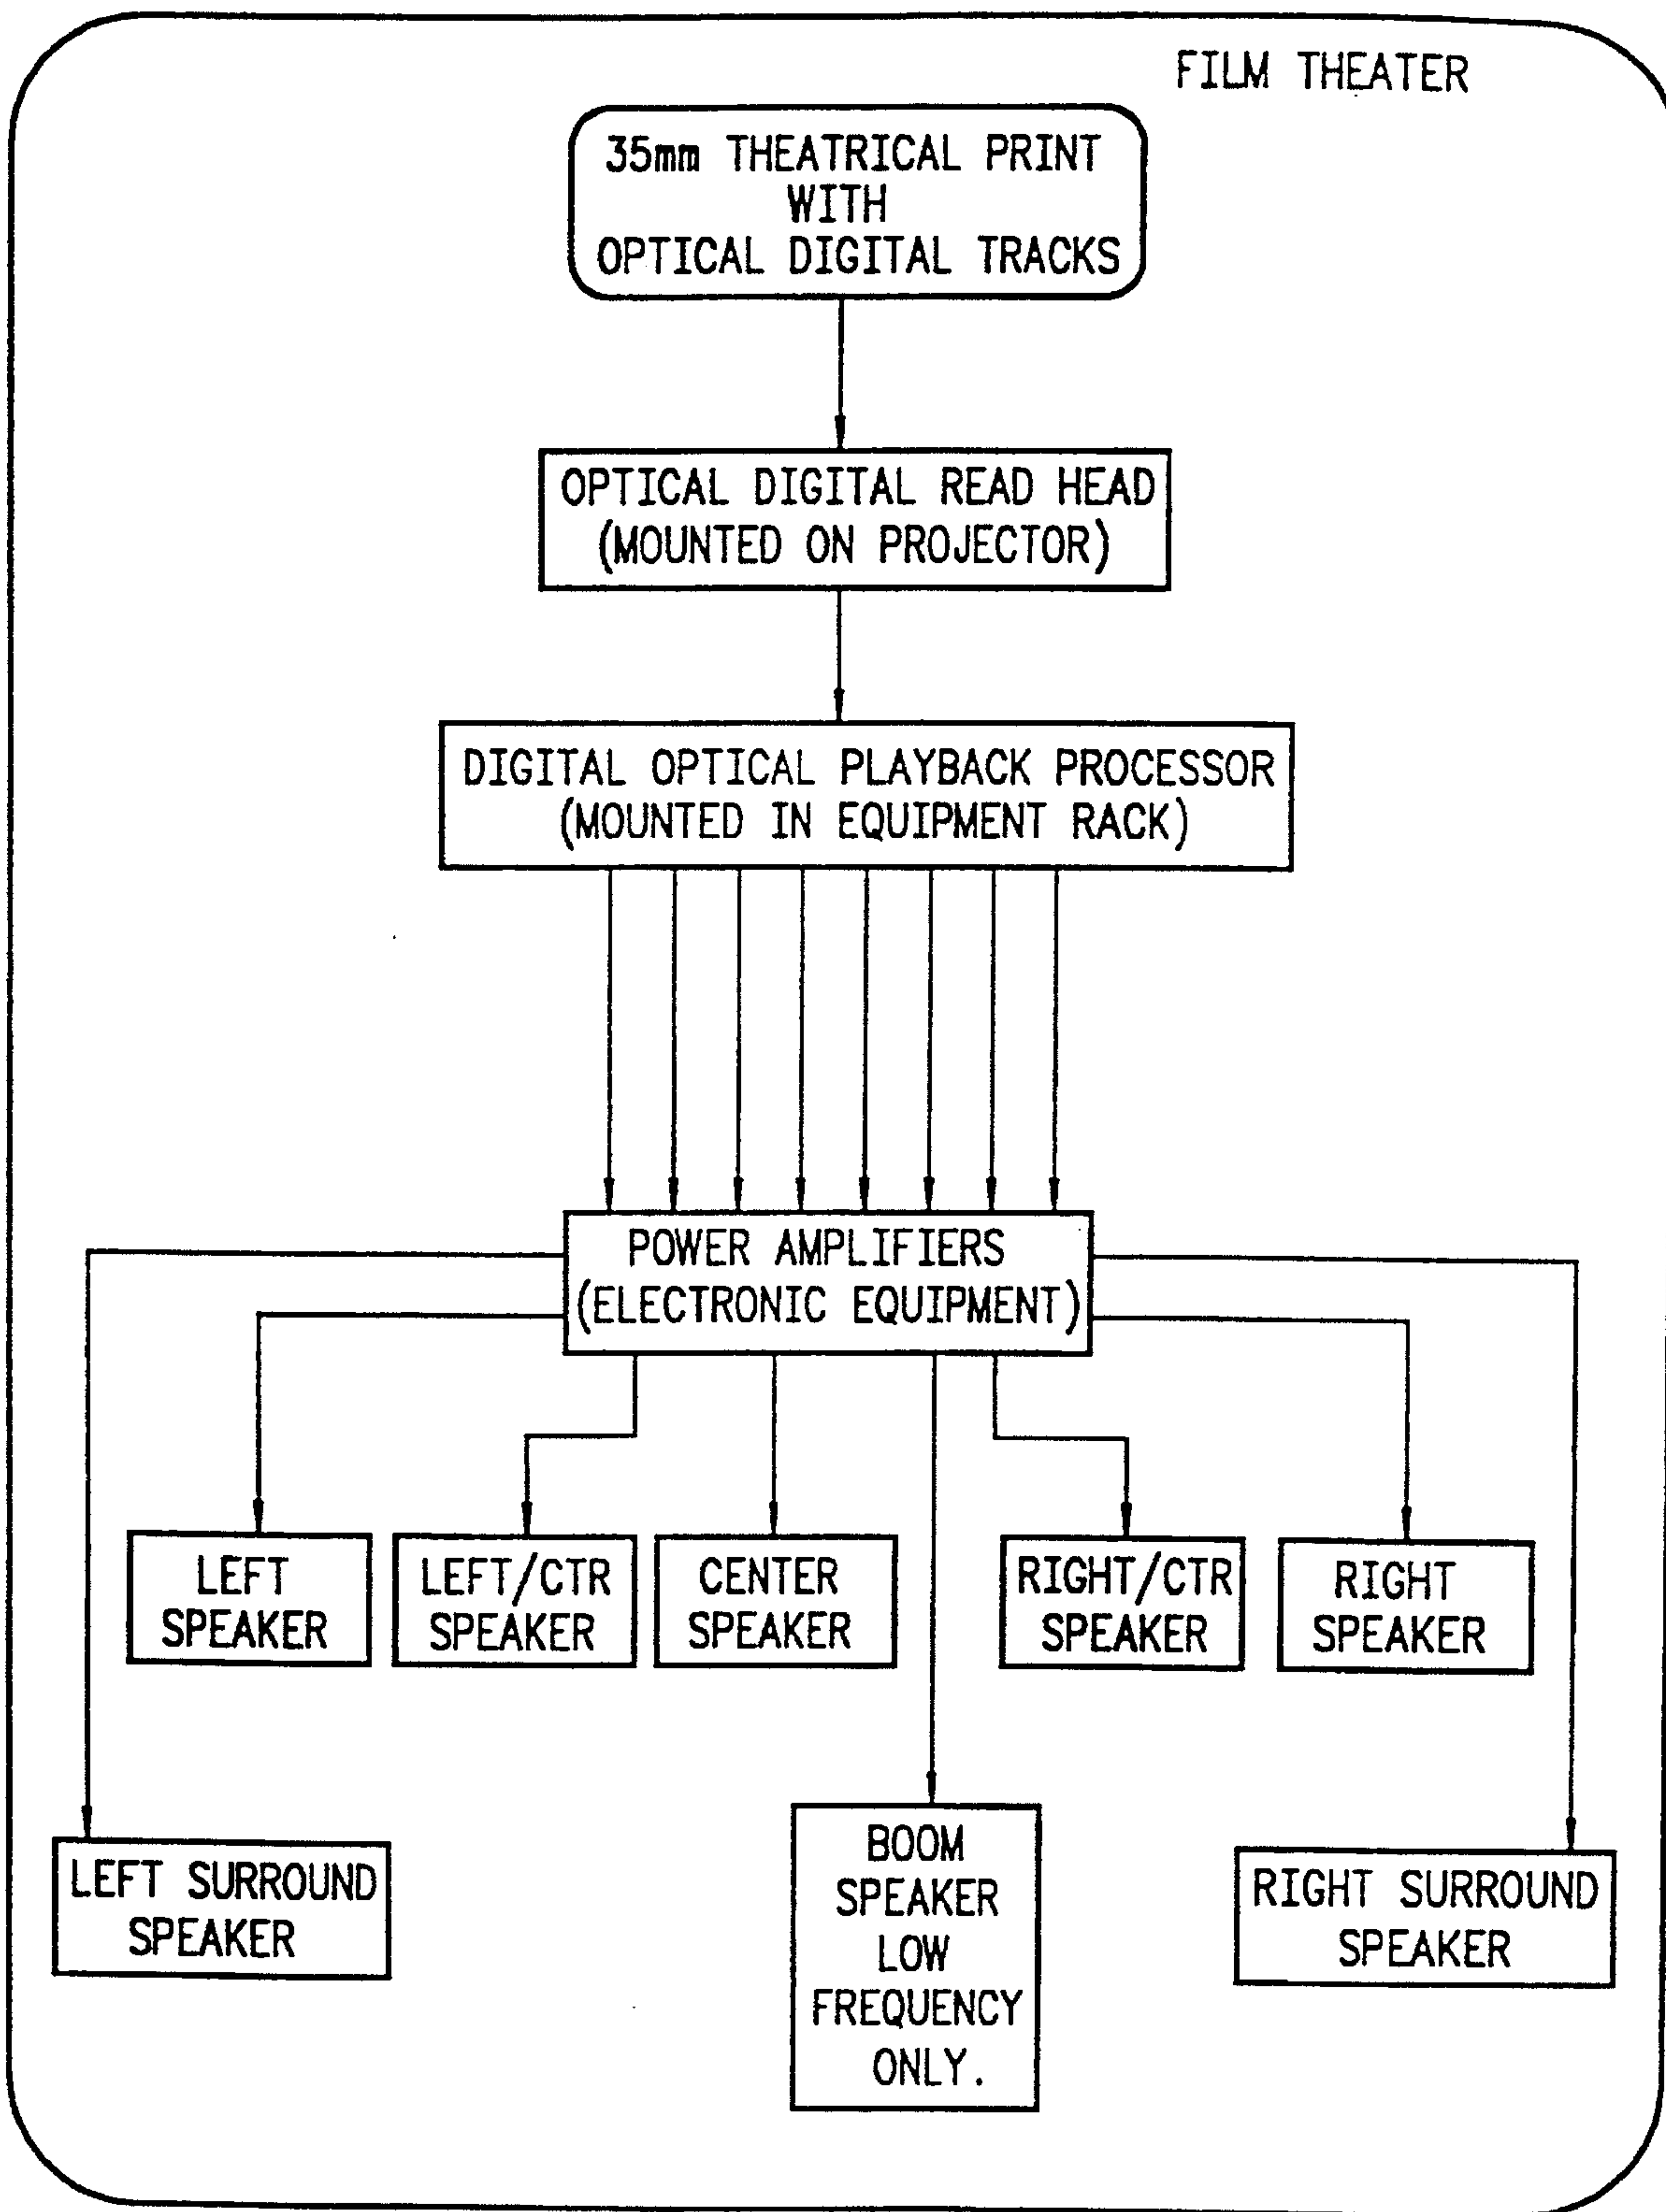 FILM THEATER
35mm THEATRICAL PRINT
WITH
OPTICAL DIGITAL TRACKS
OPTICAL DIGITAL READ HEAD
(MOUNTED ON PROJECTOR)
DIGITAL OPTICAL PLAYBACK PROCESSOR
(MOUNTED IN EQUIPMENT RACK)
POWER AMPLIFIERS
(ELECTRONIC EQUIPMENT)
LEFT
SPEAKER
LEFT/CTR
SPEAKER
CENTER
SPEAKER
RIGHT/CTR
SPEAKER
RIGHT
SPEAKER
LEFT SURROUND
SPEAKER
BOOM
SPEAKER
LOW
FREQUENCY
ONLY.
RIGHT SURROUND
SPEAKER